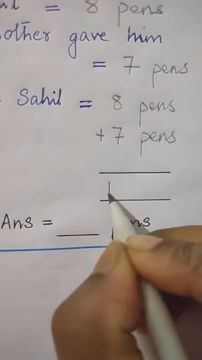 = 8 pens
other gave him
= 7 pens
Sahil = 8 pens
+ 7 pens
Ans = ____